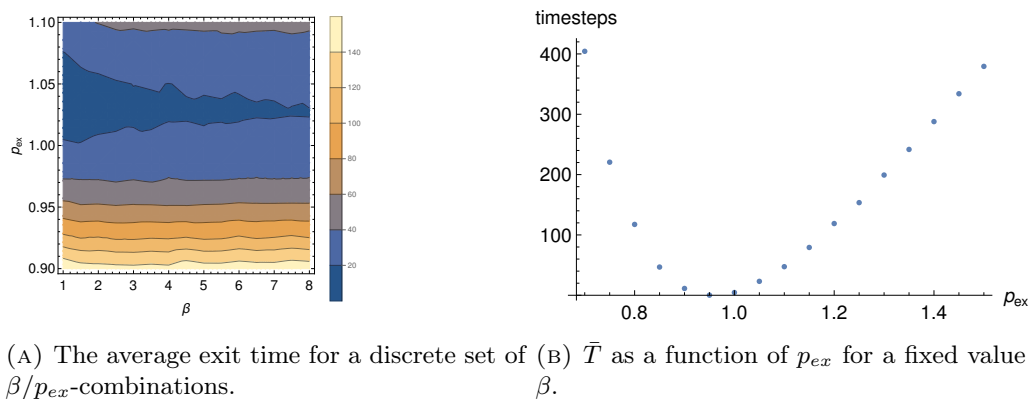 timesteps
1.10
1.05
1.00
0.95
0.90
p_ex
1 2 3 4 5 6 7 8
β
140
120
100
80
60
40
20
400
300
200
100
0.8 1.0 1.2 1.4
p_ex
(A) The average exit time for a discrete set of β/p_ex-combinations.
(B) T̄ as a function of p_ex for a fixed value β.